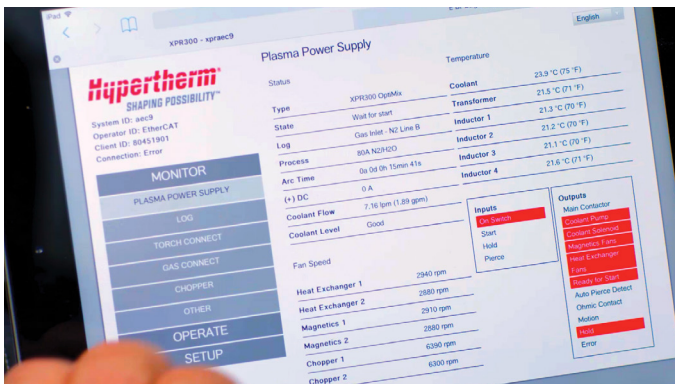 iPad
XPR300 - xpraec9
English
Hypertherm
SHAPING POSSIBILITY™
System ID: aec9
Operator ID: EtherCAT
Client ID: 80451901
Connection: Error
MONITOR
PLASMA POWER SUPPLY
LOG
TORCH CONNECT
GAS CONNECT
CHOPPER
OTHER
OPERATE
SETUP
Plasma Power Supply
Status
Type XPR300 OptiMix
State Wait for start
Log Gas Inlet - N2 Line B
Process 80A N2/H2O
Arc Time 0a 0d 0h 15min 41s
(+) DC 0 A
Coolant Flow 7.16 lpm (1.89 gpm)
Coolant Level Good
Temperature
Coolant 23.9 °C (75 °F)
Transformer 21.5 °C (71 °F)
Inductor 1 21.3 °C (70 °F)
Inductor 2 21.2 °C (70 °F)
Inductor 3 21.1 °C (70 °F)
Inductor 4 21.6 °C (71 °F)
Fan Speed
Heat Exchanger 1 2940 rpm
Heat Exchanger 2 2880 rpm
Magnetics 1 2910 rpm
Magnetics 2 2880 rpm
Chopper 1 6390 rpm
Chopper 2 6300 rpm
Inputs
On Switch
Start
Hold
Pierce
Outputs
Main Contactor
Coolant Pump
Coolant Solenoid
Magnetics Fans
Heat Exchanger
Fans
Ready for Start
Auto Pierce Detect
Ohmic Contact
Motion
Hold
Error